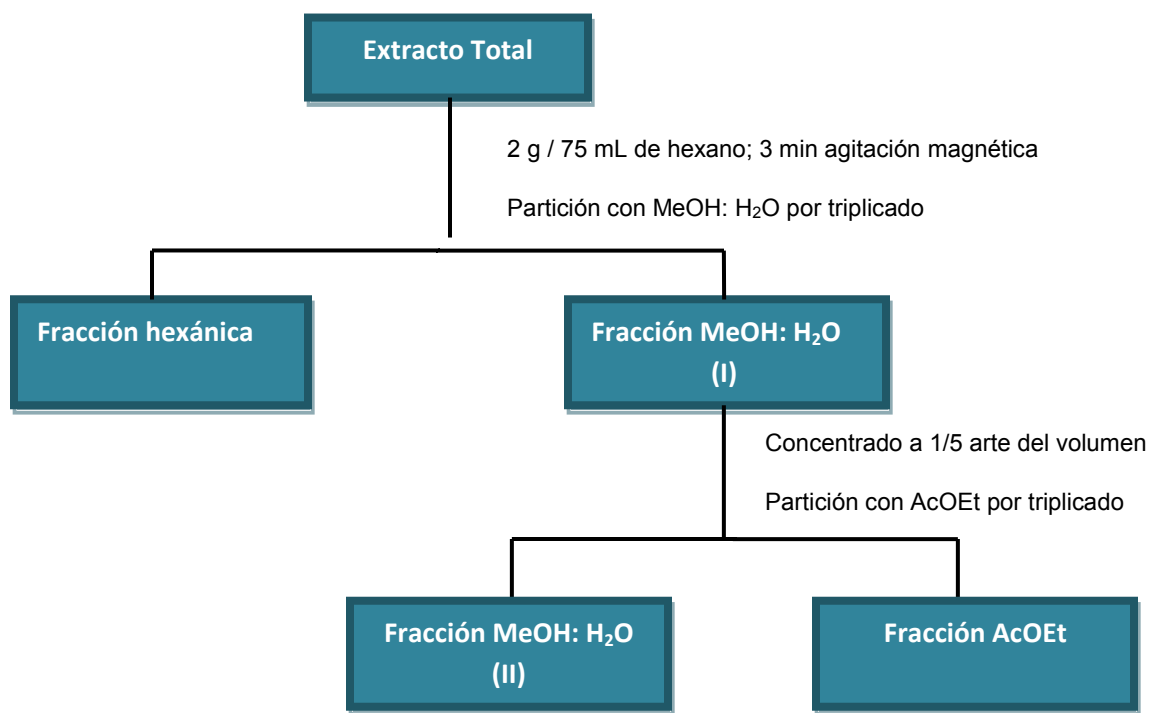 Extracto Total
2 g / 75 mL de hexano; 3 min agitación magnética
Partición con MeOH: H₂O por triplicado
Fracción hexánica
Fracción MeOH: H₂O
(I)
Concentrado a 1/5 arte del volumen
Partición con AcOEt por triplicado
Fracción MeOH: H₂O
(II)
Fracción AcOEt